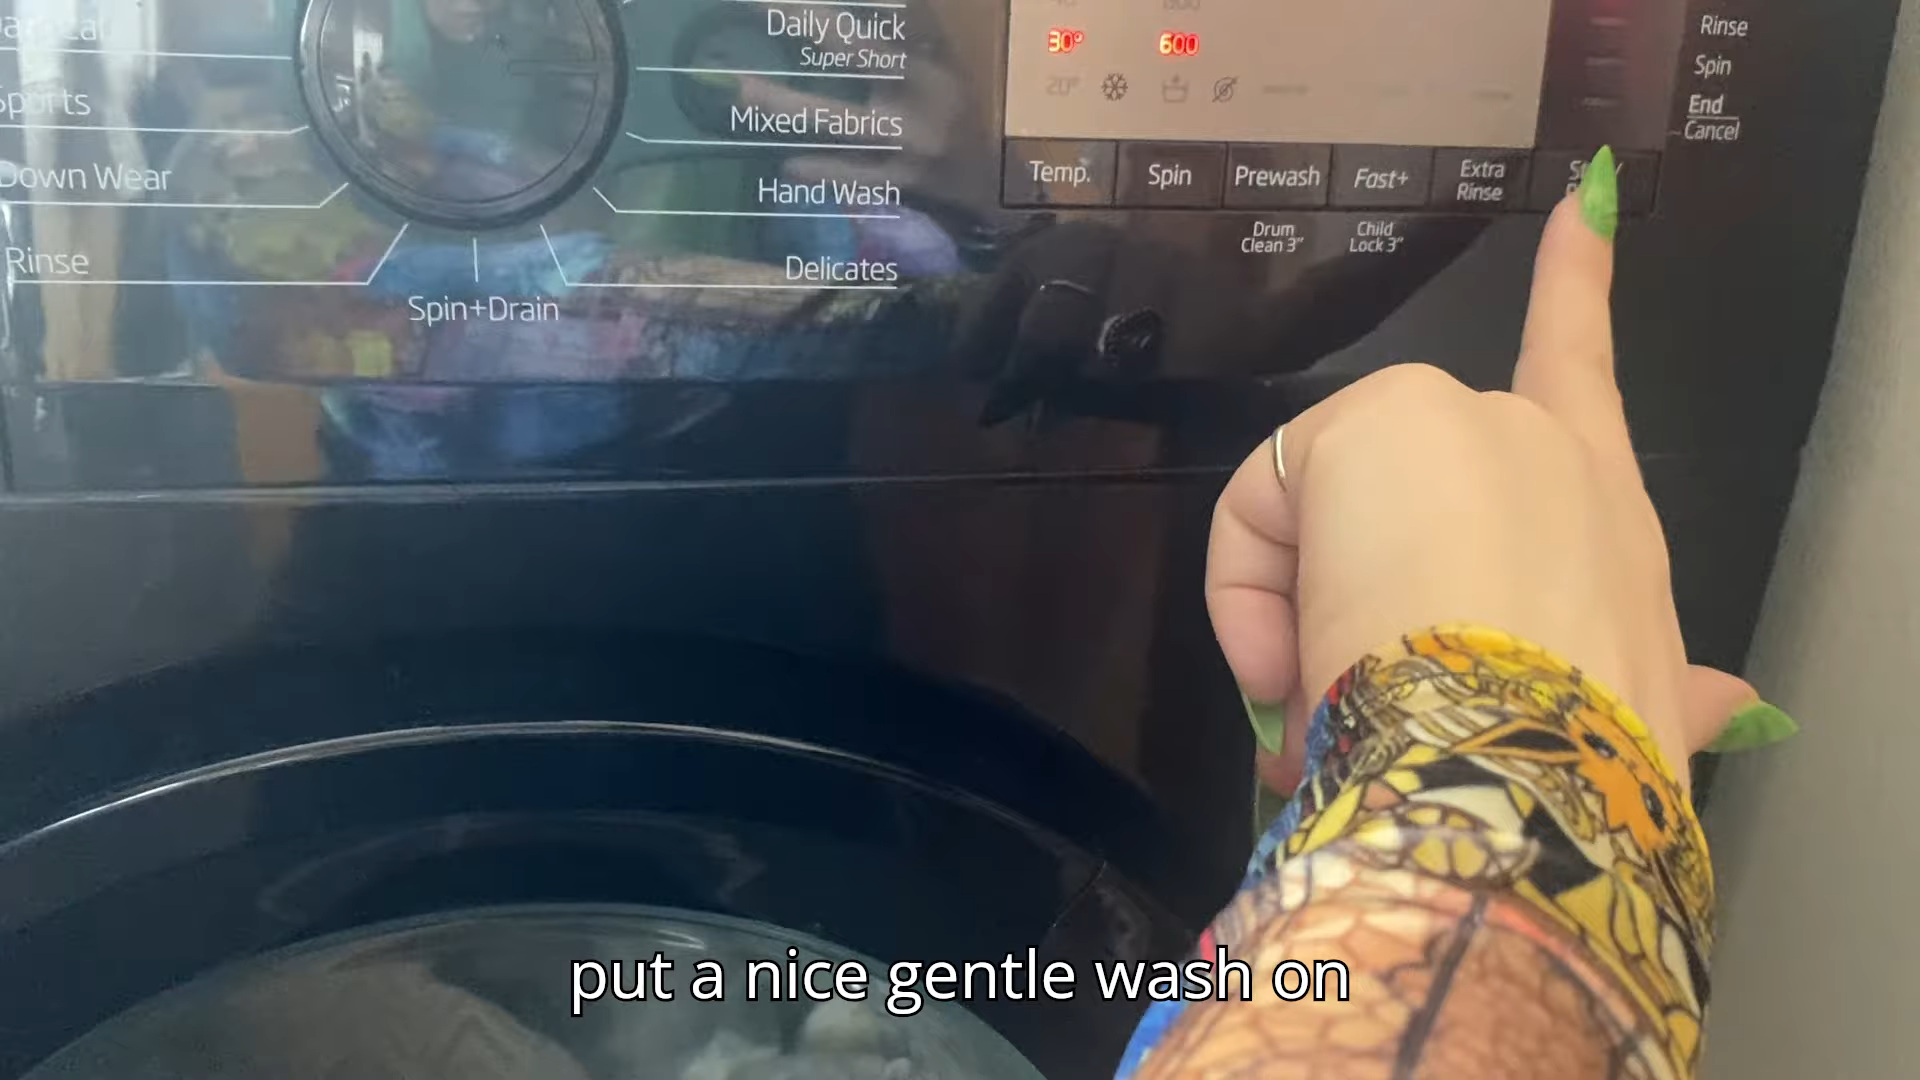 Daily Quick
Super Short
Mixed Fabrics
Hand Wash
Delicates
Sports
Down Wear
Rinse
Spin+Drain
30°
600
20°
Temp.
Spin
Prewash
Fast+
Extra
Rinse
Drum
Clean 3"
Child
Lock 3"
Rinse
Spin
End
Cancel
put a nice gentle wash on